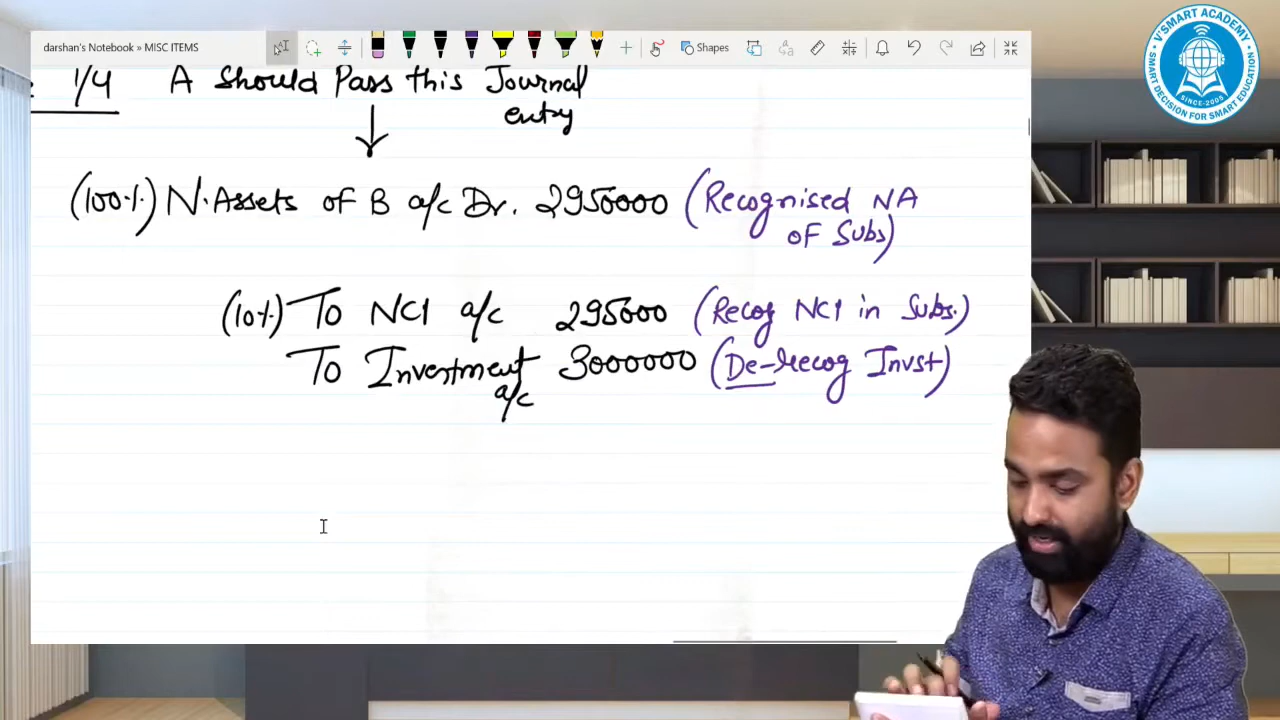 darshan's Notebook » MISC ITEMS
Shapes
V'SMART ACADEMY
SMART DECISION FOR SMART EDUCATION
SINCE-2005
1/4 A Should Pass this Journal
entry
(100%) N.Assets of B a/c Dr. 2950000 (Recognised NA
of Subs)
(10%) To NCI a/c 295000 (Recog NCI in Subs.)
To Investment 3000000 (De-recog Invst)
a/c